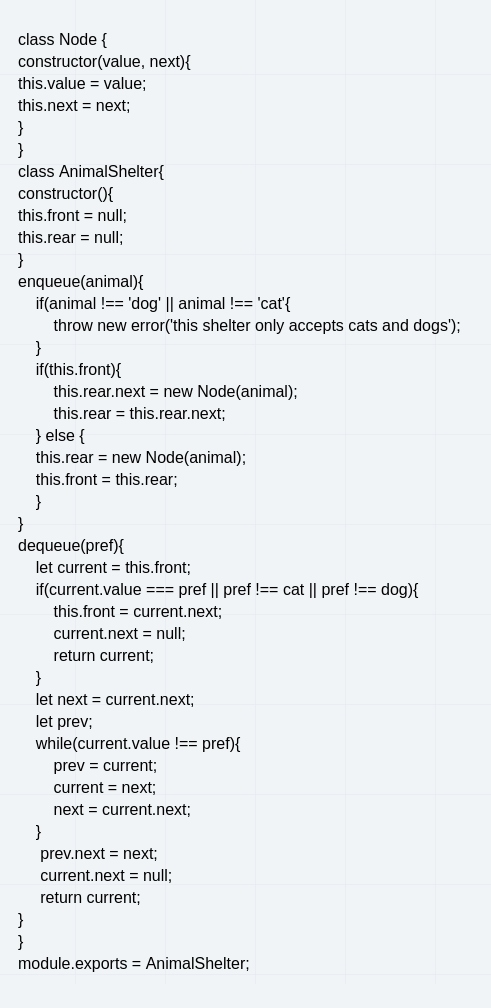 class Node {
constructor(value, next){
this.value = value;
this.next = next;
}
}
class AnimalShelter{
constructor(){
this.front = null;
this.rear = null;
}
enqueue(animal){
    if(animal !== 'dog' || animal !== 'cat'{
        throw new error('this shelter only accepts cats and dogs');
    }
    if(this.front){
        this.rear.next = new Node(animal);
        this.rear = this.rear.next;
    } else {
    this.rear = new Node(animal);
    this.front = this.rear;
    }
}
dequeue(pref){
    let current = this.front;
    if(current.value === pref || pref !== cat || pref !== dog){
        this.front = current.next;
        current.next = null;
        return current;
    }
    let next = current.next;
    let prev;
    while(current.value !== pref){
        prev = current;
        current = next;
        next = current.next;
    }
     prev.next = next;
     current.next = null;
     return current;
}
}
module.exports = AnimalShelter;